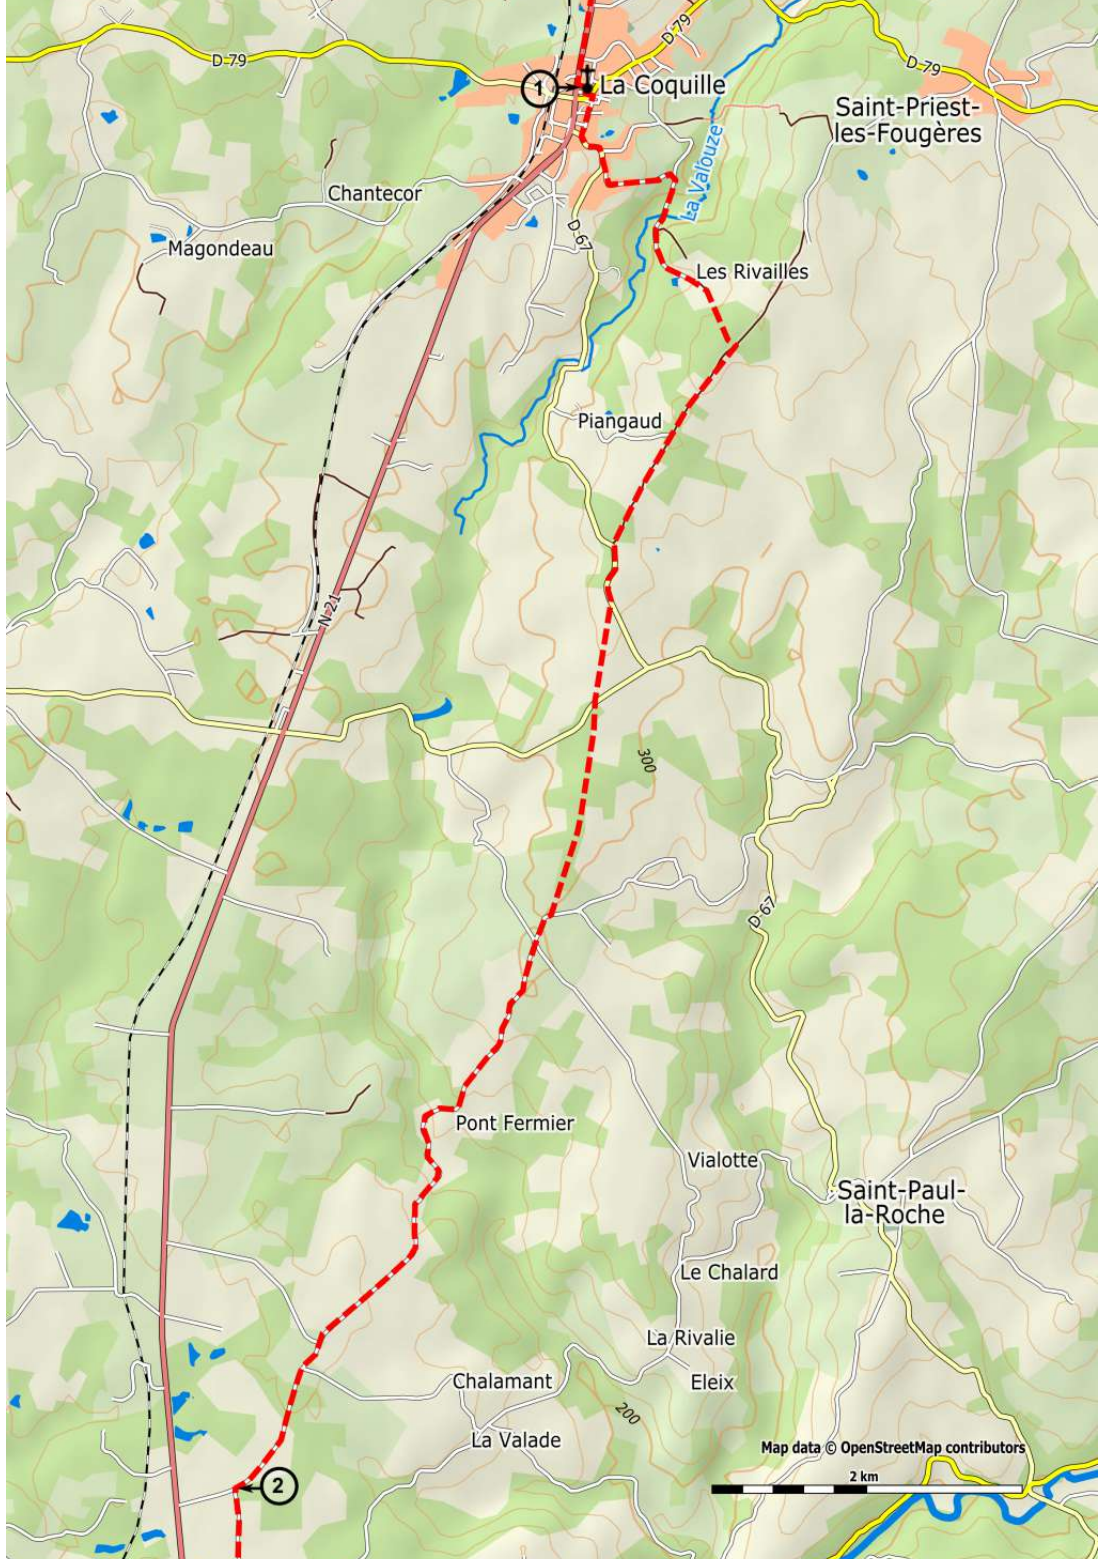 D 79
D 79
D 79
1
La Coquille
Saint-Priest-
les-Fougères
La Valouze
Chantecor
D 67
Magondeau
Les Rivailles
Piangaud
N 21
300
D 67
Pont Fermier
Vialotte
Saint-Paul-
la-Roche
Le Chalard
La Rivalie
Chalamant
Eleix
200
La Valade
Map data © OpenStreetMap contributors
2 km
2